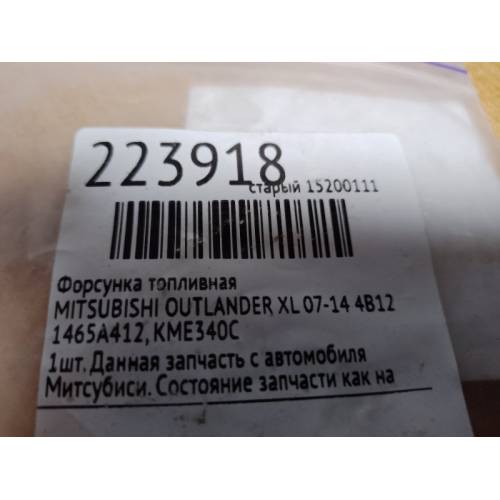 223918
старый 15200111
Форсунка топливная
MITSUBISHI OUTLANDER XL 07-14 4B12
1465A412, KME340C
1шт. Данная запчасть с автомобиля
Митсубиси. Состояние запчасти как на